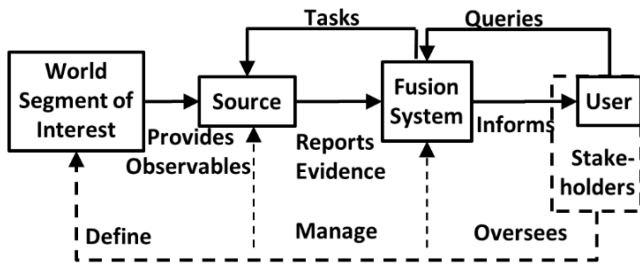 Tasks
Queries
World
Segment of
Interest
Source
Fusion
System
User
Provides
Observables
Reports
Evidence
Informs
Stake-
holders
Define
Manage
Oversees